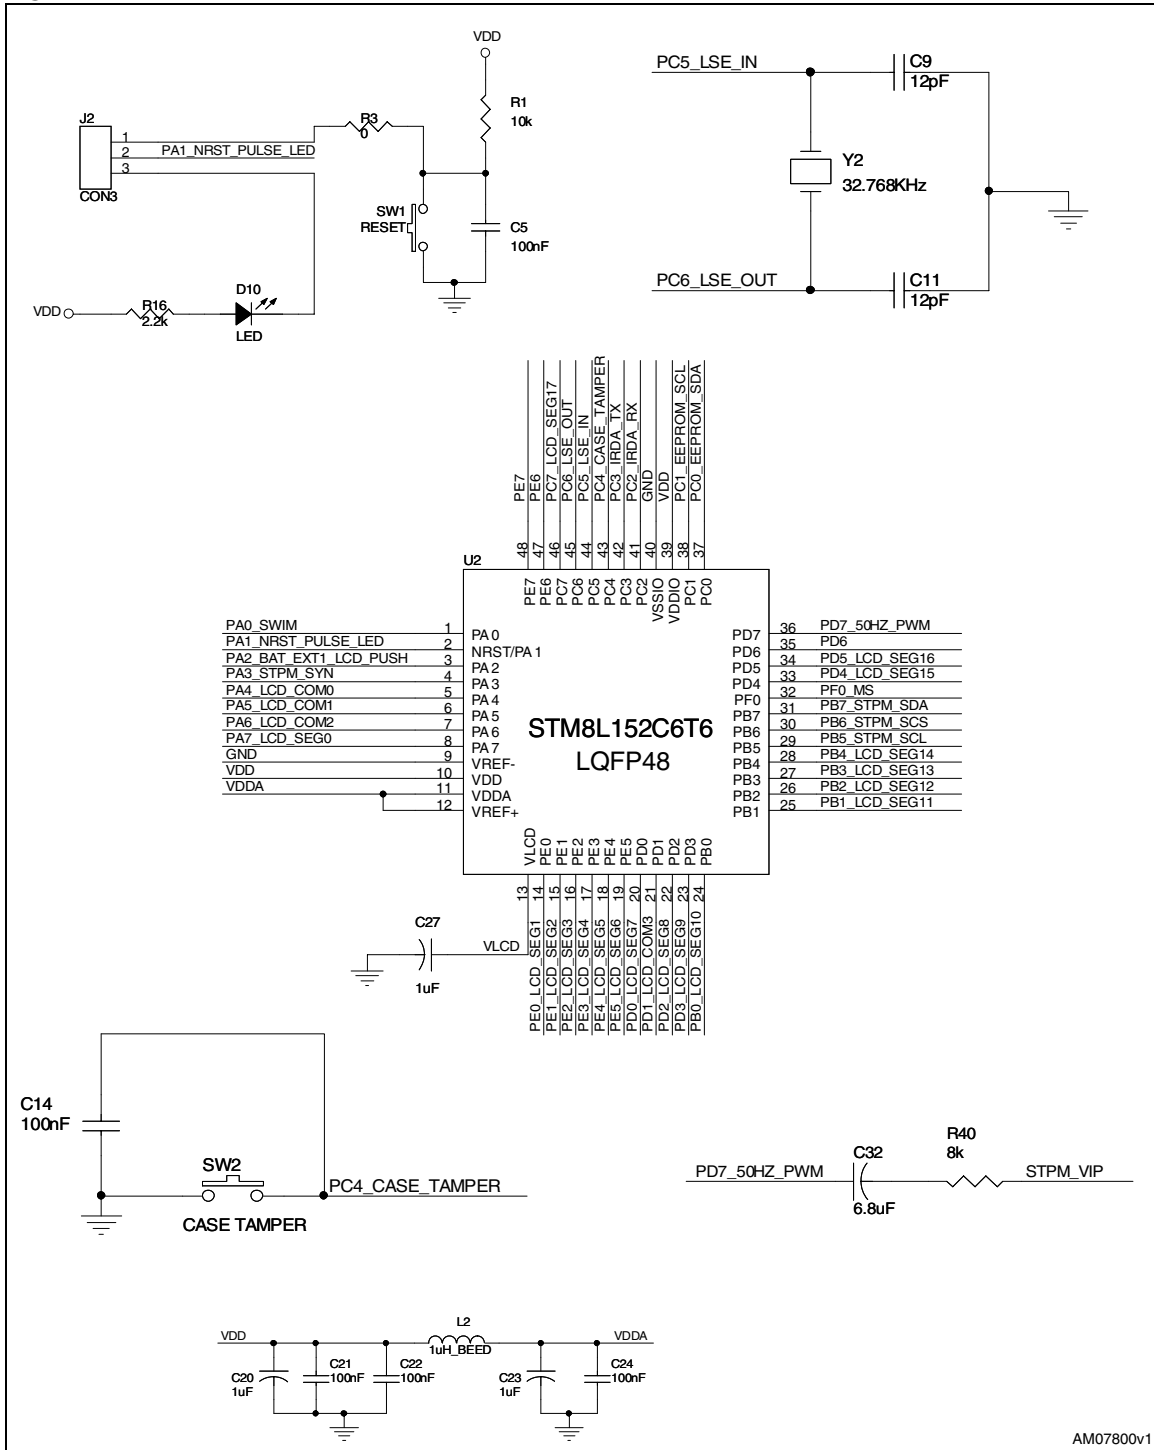 VDD
R1
10k
J2
1
2
3
CON3
R3
0
PA1_NRST_PULSE_LED
SW1
RESET
C5
100nF
VDD
R16
2.2k
D10
LED
PC5_LSE_IN
C9
12pF
Y2
32.768KHz
PC6_LSE_OUT
C11
12pF
PE7
PE6
PC7_LCD_SEG17
PC6_LSE_OUT
PC5_LSE_IN
PC4_CASE_TAMPER
PC3_IRDA_TX
PC2_IRDA_RX
GND
VDD
PC1_EEPROM_SCL
PC0_EEPROM_SDA
U2
48
47
46
45
44
43
42
41
40
39
38
37
PE7
PE6
PC7
PC6
PC5
PC4
PC3
PC2
VSSIO
VDDIO
PC1
PC0
PA0_SWIM 1 PA0
PA1_NRST_PULSE_LED 2 NRST/PA1
PA2_BAT_EXT1_LCD_PUSH 3 PA2
PA3_STPM_SYN 4 PA3
PA4_LCD_COM0 5 PA4
PA5_LCD_COM1 6 PA5
PA6_LCD_COM2 7 PA6
PA7_LCD_SEG0 8 PA7
GND 9 VREF-
VDD 10 VDD
VDDA 11 VDDA
12 VREF+
STM8L152C6T6
LQFP48
PD7 36 PD7_50HZ_PWM
PD6 35 PD6
PD5 34 PD5_LCD_SEG16
PD4 33 PD4_LCD_SEG15
PF0 32 PF0_MS
PB7 31 PB7_STPM_SDA
PB6 30 PB6_STPM_SCS
PB5 29 PB5_STPM_SCL
PB4 28 PB4_LCD_SEG14
PB3 27 PB3_LCD_SEG13
PB2 26 PB2_LCD_SEG12
PB1 25 PB1_LCD_SEG11
VLCD
PE0
PE1
PE2
PE3
PE4
PE5
PD0
PD1
PD2
PD3
PB0
13
14
15
16
17
18
19
20
21
22
23
24
C27
1uF
VLCD
PE0_LCD_SEG1
PE1_LCD_SEG2
PE2_LCD_SEG3
PE3_LCD_SEG4
PE4_LCD_SEG5
PE5_LCD_SEG6
PD0_LCD_SEG7
PD1_LCD_COM3
PD2_LCD_SEG8
PD3_LCD_SEG9
PB0_LCD_SEG10
C14
100nF
SW2
PC4_CASE_TAMPER
CASE TAMPER
PD7_50HZ_PWM
C32
6.8uF
R40
8k
STPM_VIP
VDD
L2
1uH_BEED
VDDA
C20
1uF
C21
100nF
C22
100nF
C23
1uF
C24
100nF
AM07800v1